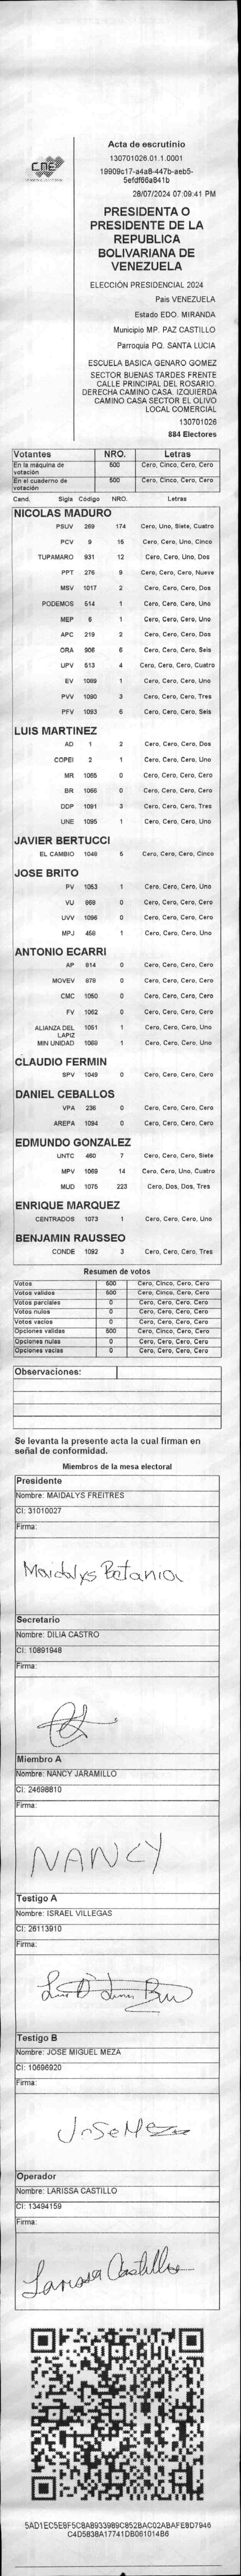 CNE
Acta de escrutinio
130701026.01.1.0001
19909c17-a4a8-447b-aeb5-
5efdf66a841b
28/07/2024 07:09:41 PM
PRESIDENTA O
PRESIDENTE DE LA
REPUBLICA
BOLIVARIANA DE
VENEZUELA
ELECCIÓN PRESIDENCIAL 2024
Pais VENEZUELA
Estado EDO. MIRANDA
Municipio MP. PAZ CASTILLO
Parroquia PQ. SANTA LUCIA
ESCUELA BASICA GENARO GOMEZ
SECTOR BUENAS TARDES FRENTE
CALLE PRINCIPAL DEL ROSARIO.
DERECHA CAMINO CASA. IZQUIERDA
CAMINO CASA SECTOR EL OLIVO
LOCAL COMERCIAL
130701026
884 Electores
Votantes NRO. Letras
En la máquina de votación 500 Cero, Cinco, Cero, Cero
En el cuaderno de votación 500 Cero, Cinco, Cero, Cero
Cand. Sigla Código NRO. Letras
NICOLAS MADURO
PSUV 269 174 Cero, Uno, Siete, Cuatro
PCV 9 15 Cero, Cero, Uno, Cinco
TUPAMARO 931 12 Cero, Cero, Uno, Dos
PPT 276 9 Cero, Cero, Cero, Nueve
MSV 1017 2 Cero, Cero, Cero, Dos
PODEMOS 514 1 Cero, Cero, Cero, Uno
MEP 6 1 Cero, Cero, Cero, Uno
APC 219 2 Cero, Cero, Cero, Dos
ORA 906 6 Cero, Cero, Cero, Seis
UPV 513 4 Cero, Cero, Cero, Cuatro
EV 1089 1 Cero, Cero, Cero, Uno
PVV 1090 3 Cero, Cero, Cero, Tres
PFV 1093 6 Cero, Cero, Cero, Seis
LUIS MARTINEZ
AD 1 2 Cero, Cero, Cero, Dos
COPEI 2 1 Cero, Cero, Cero, Uno
MR 1055 0 Cero, Cero, Cero, Cero
BR 1066 0 Cero, Cero, Cero, Cero
DDP 1091 3 Cero, Cero, Cero, Tres
UNE 1095 1 Cero, Cero, Cero, Uno
JAVIER BERTUCCI
EL CAMBIO 1048 5 Cero, Cero, Cero, Cinco
JOSE BRITO
PV 1053 1 Cero, Cero, Cero, Uno
VU 968 0 Cero, Cero, Cero, Cero
UVV 1096 0 Cero, Cero, Cero, Cero
MPJ 458 1 Cero, Cero, Cero, Uno
ANTONIO ECARRI
AP 814 0 Cero, Cero, Cero, Cero
MOVEV 878 0 Cero, Cero, Cero, Cero
CMC 1050 0 Cero, Cero, Cero, Cero
FV 1062 0 Cero, Cero, Cero, Cero
ALIANZA DEL LAPIZ 1051 1 Cero, Cero, Cero, Uno
MIN UNIDAD 1068 1 Cero, Cero, Cero, Uno
CLAUDIO FERMIN
SPV 1049 0 Cero, Cero, Cero, Cero
DANIEL CEBALLOS
VPA 236 0 Cero, Cero, Cero, Cero
AREPA 1094 0 Cero, Cero, Cero, Cero
EDMUNDO GONZALEZ
UNTC 460 7 Cero, Cero, Cero, Siete
MPV 1069 14 Cero, Cero, Uno, Cuatro
MUD 1075 223 Cero, Dos, Dos, Tres
ENRIQUE MARQUEZ
CENTRADOS 1073 1 Cero, Cero, Cero, Uno
BENJAMIN RAUSSEO
CONDE 1092 3 Cero, Cero, Cero, Tres
Resumen de votos
Votos 500 Cero, Cinco, Cero, Cero
Votos validos 500 Cero, Cinco, Cero, Cero
Votos parciales 0 Cero, Cero, Cero, Cero
Votos nulos 0 Cero, Cero, Cero, Cero
Votos vacios 0 Cero, Cero, Cero, Cero
Opciones validas 500 Cero, Cinco, Cero, Cero
Opciones nulas 0 Cero, Cero, Cero, Cero
Opciones vacias 0 Cero, Cero, Cero, Cero
Observaciones:
Se levanta la presente acta la cual firman en
señal de conformidad.
Miembros de la mesa electoral
Presidente
Nombre: MAIDALYS FREITRES
CI: 31010027
Firma:
Maidalys Betania
Secretario
Nombre: DILIA CASTRO
CI: 10891948
Firma:
Miembro A
Nombre: NANCY JARAMILLO
CI: 24698810
Firma:
NANCY
Testigo A
Nombre: ISRAEL VILLEGAS
CI: 26113910
Firma:
Testigo B
Nombre: JOSE MIGUEL MEZA
CI: 10696920
Firma:
Jose Meza
Operador
Nombre: LARISSA CASTILLO
CI: 13494159
Firma:
Larissa Castillo
5AD1EC5E9F5C8A8933989C852BAC02ABAFE8D7946
C4D5838A17741DB061014B6